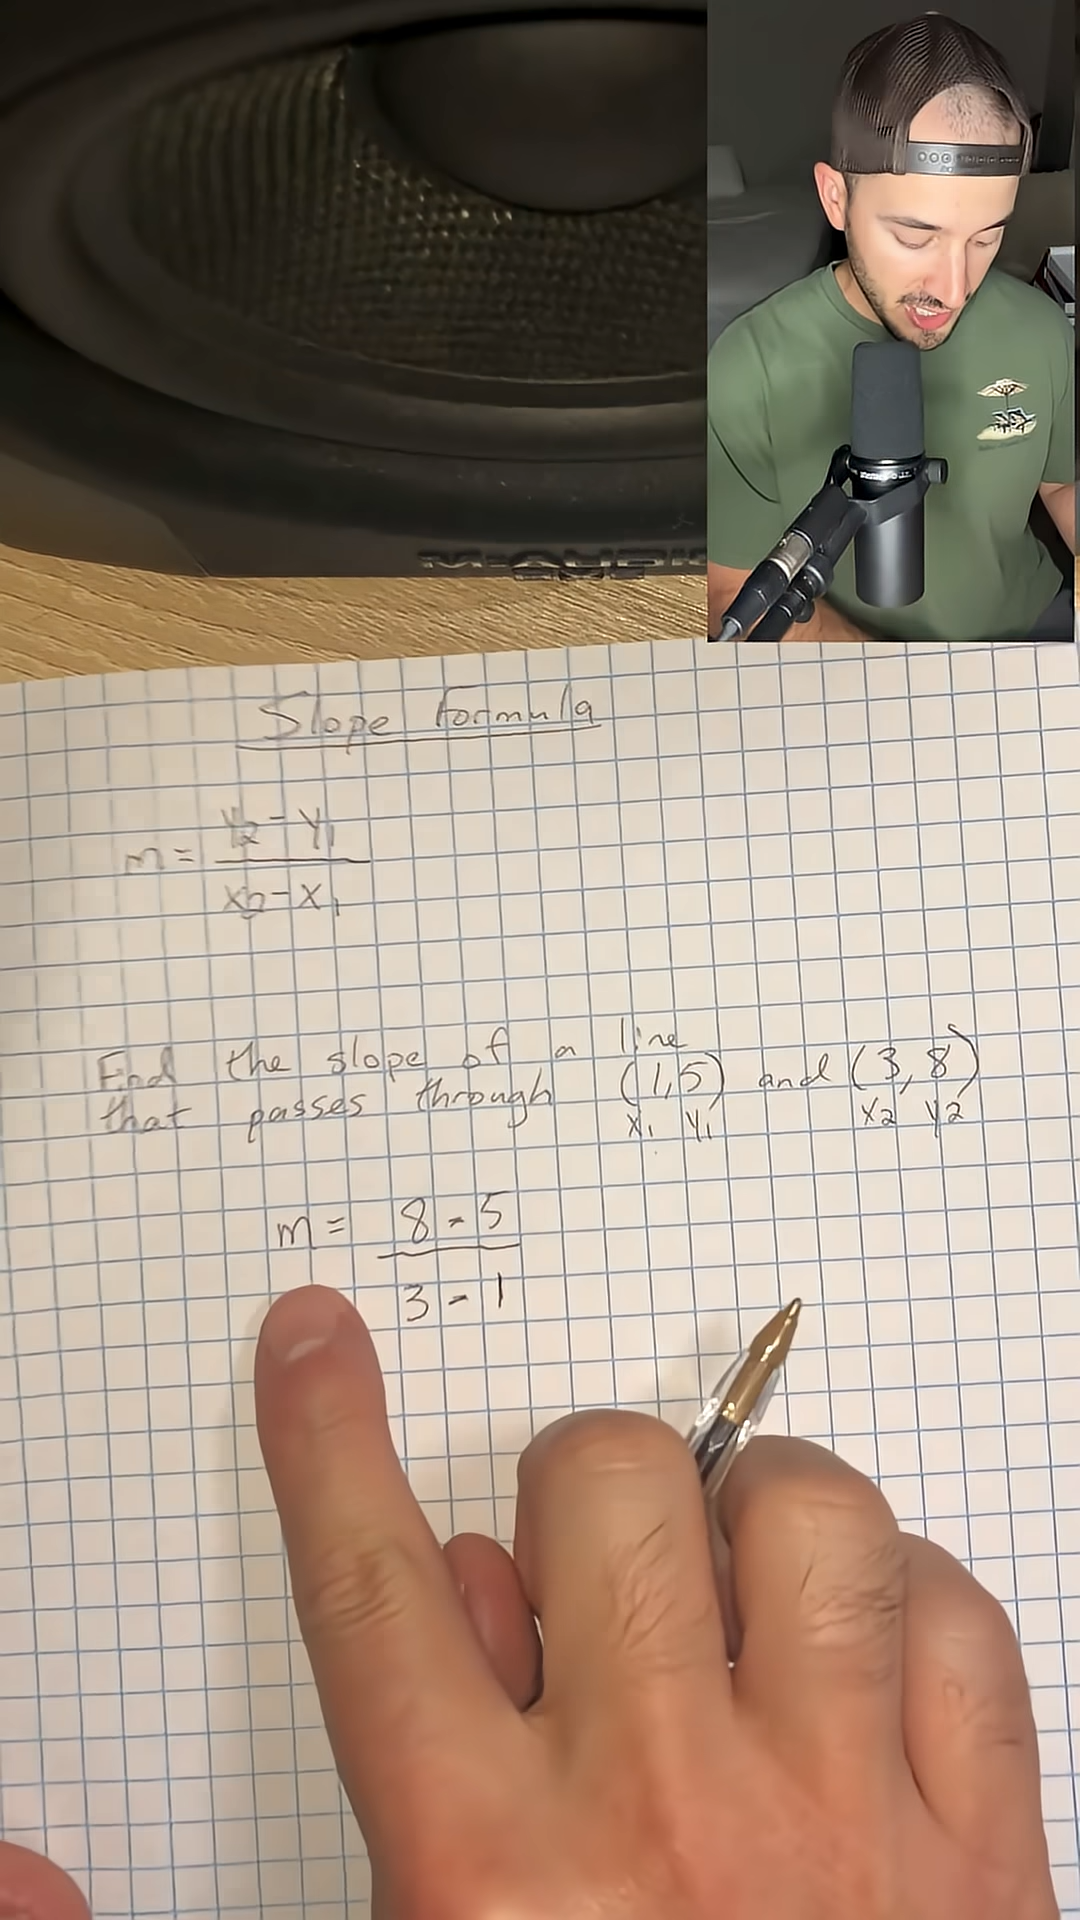 Slope Formula
m = y₂ - y₁
x₂ - x₁
Find the slope of a line
that passes through (1,5) and (3,8)
x₁ y₁ x₂ y₂
m = 8 - 5
3 - 1